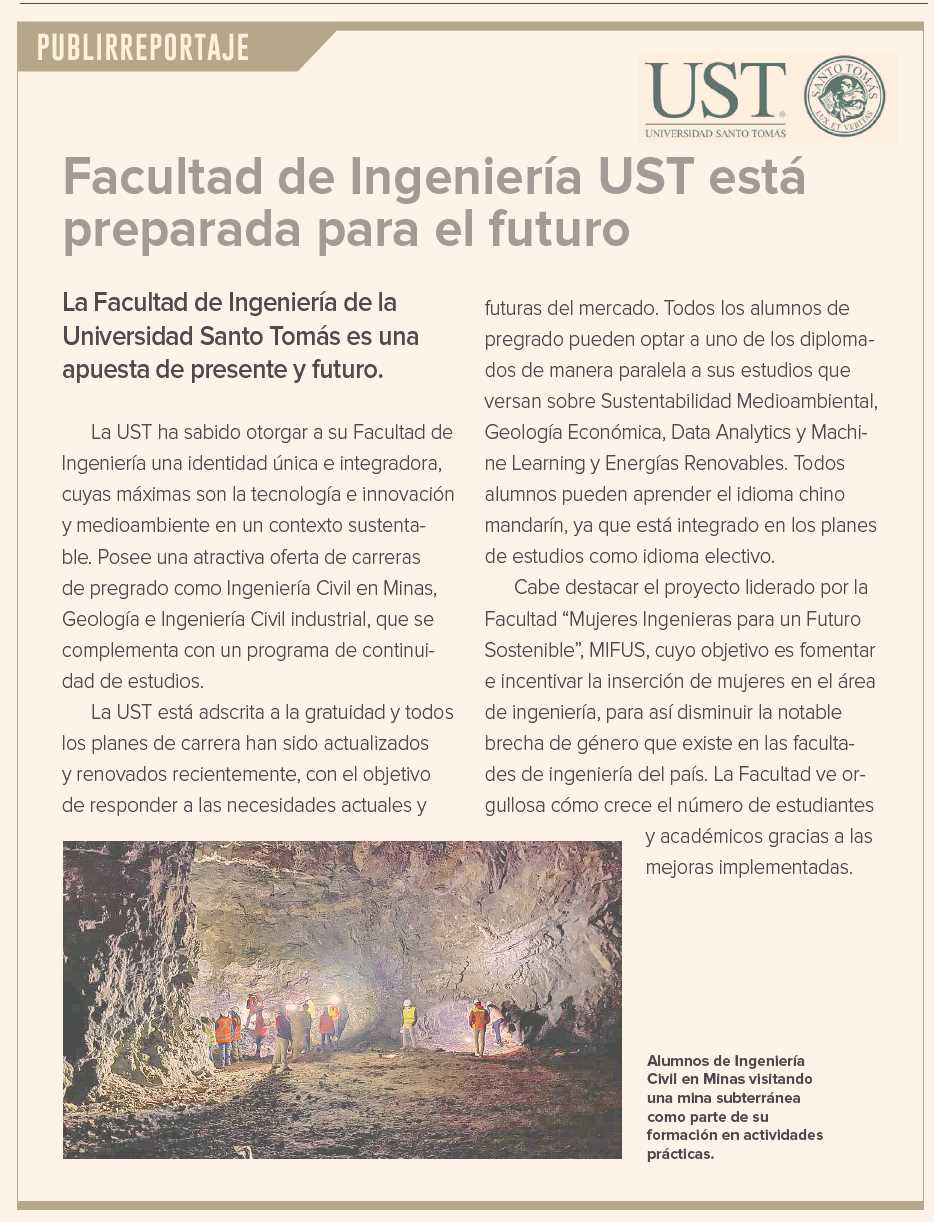 PUBLIRREPORTAJE
UST
UNIVERSIDAD SANTO TOMÁS
SANTO TOMÁS
LUX ET VERITAS
Facultad de Ingeniería UST está
preparada para el futuro
La Facultad de Ingeniería de la
Universidad Santo Tomás es una
apuesta de presente y futuro.
La UST ha sabido otorgar a su Facultad de
Ingeniería una identidad única e integradora,
cuyas máximas son la tecnología e innovación
y medioambiente en un contexto sustenta-
ble. Posee una atractiva oferta de carreras
de pregrado como Ingeniería Civil en Minas,
Geología e Ingeniería Civil industrial, que se
complementa con un programa de continui-
dad de estudios.
La UST está adscrita a la gratuidad y todos
los planes de carrera han sido actualizados
y renovados recientemente, con el objetivo
de responder a las necesidades actuales y
futuras del mercado. Todos los alumnos de
pregrado pueden optar a uno de los diploma-
dos de manera paralela a sus estudios que
versan sobre Sustentabilidad Medioambiental,
Geología Económica, Data Analytics y Machi-
ne Learning y Energías Renovables. Todos
alumnos pueden aprender el idioma chino
mandarín, ya que está integrado en los planes
de estudios como idioma electivo.
Cabe destacar el proyecto liderado por la
Facultad “Mujeres Ingenieras para un Futuro
Sostenible”, MIFUS, cuyo objetivo es fomentar
e incentivar la inserción de mujeres en el área
de ingeniería, para así disminuir la notable
brecha de género que existe en las faculta-
des de ingeniería del país. La Facultad ve or-
gullosa cómo crece el número de estudiantes
y académicos gracias a las
mejoras implementadas.
Alumnos de Ingeniería
Civil en Minas visitando
una mina subterránea
como parte de su
formación en actividades
prácticas.